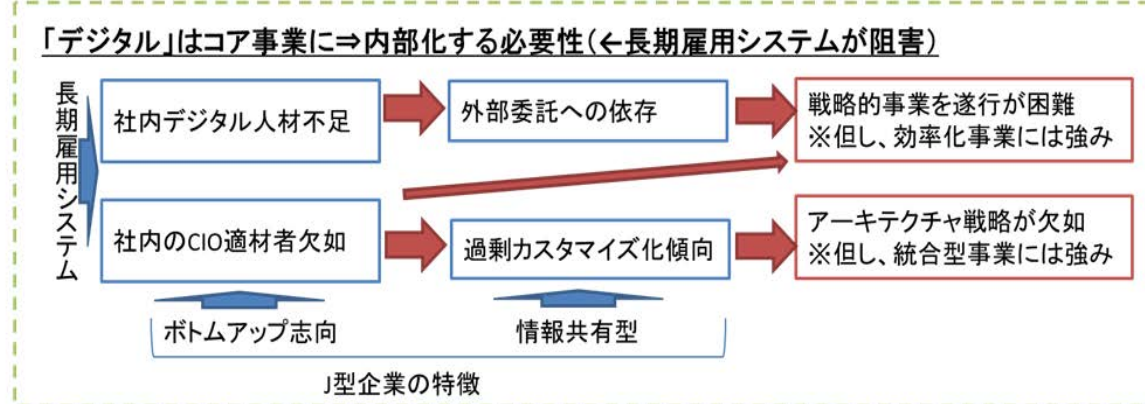 「デジタル」はコア事業に⇒内部化する必要性(←長期雇用システムが阻害)
長期雇用システム
社内デジタル人材不足
外部委託への依存
戦略的事業を遂行が困難
※但し、効率化事業には強み
社内のCIO適材者欠如
過剰カスタマイズ化傾向
アーキテクチャ戦略が欠如
※但し、統合型事業には強み
ボトムアップ志向
情報共有型
J型企業の特徴